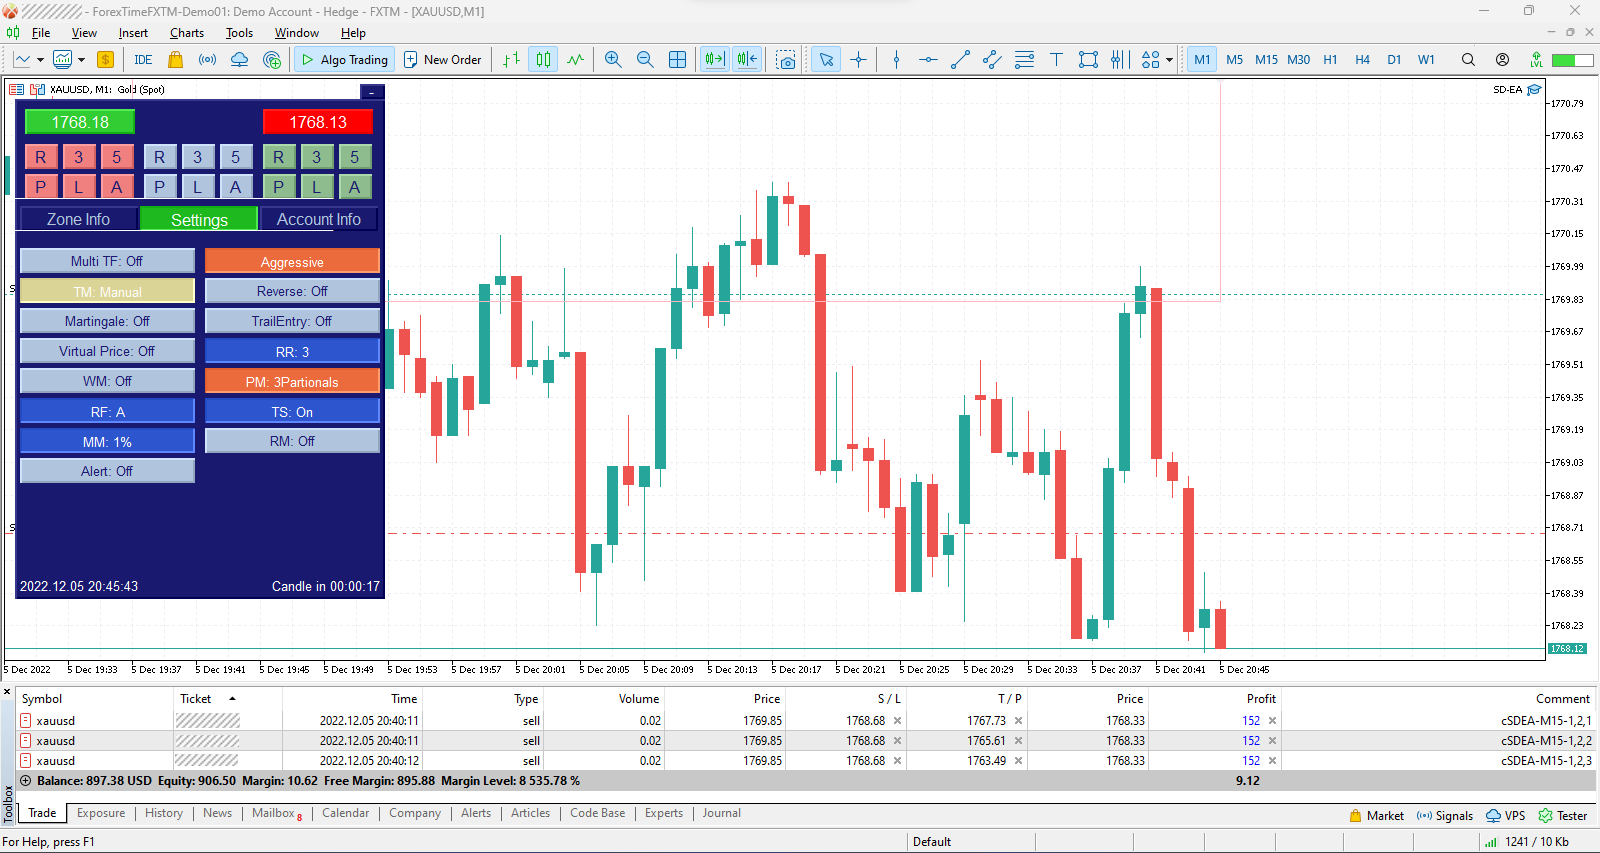 - ForexTimeFXTM-Demo01: Demo Account - Hedge - FXTM - [XAUUSD,M1]
File View Insert Charts Tools Window Help
IDE Algo Trading New Order M1 M5 M15 M30 H1 H4 D1 W1 LVL
XAUUSD, M1: Gold (Spot) SD-EA
1768.18 1768.13
R 3 5 R 3 5 R 3 5
P L A P L A P L A
Zone Info Settings Account Info
Multi TF: Off Aggressive
TM: Manual Reverse: Off
Martingale: Off TrailEntry: Off
Virtual Price: Off RR: 3
WM: Off PM: 3Partionals
RF: A TS: On
MM: 1% RM: Off
Alert: Off
2022.12.05 20:45:43 Candle in 00:00:17
1770.79
1770.63
1770.47
1770.31
1770.15
1769.99
1769.83
1769.67
1769.51
1769.35
1769.19
1769.03
1768.87
1768.71
1768.55
1768.39
1768.23
1768.12
5 Dec 2022 5 Dec 19:33 5 Dec 19:37 5 Dec 19:41 5 Dec 19:45 5 Dec 19:49 5 Dec 19:53 5 Dec 19:57 5 Dec 20:01 5 Dec 20:05 5 Dec 20:09 5 Dec 20:13 5 Dec 20:17 5 Dec 20:21 5 Dec 20:25 5 Dec 20:29 5 Dec 20:33 5 Dec 20:37 5 Dec 20:41 5 Dec 20:45
Symbol Ticket Time Type Volume Price S / L T / P Price Profit Comment
xauusd 2022.12.05 20:40:11 sell 0.02 1769.85 1768.68 1767.73 1768.33 152 cSDEA-M15-1,2,1
xauusd 2022.12.05 20:40:11 sell 0.02 1769.85 1768.68 1765.61 1768.33 152 cSDEA-M15-1,2,2
xauusd 2022.12.05 20:40:12 sell 0.02 1769.85 1768.68 1763.49 1768.33 152 cSDEA-M15-1,2,3
Balance: 897.38 USD Equity: 906.50 Margin: 10.62 Free Margin: 895.88 Margin Level: 8 535.78 % 9.12
Toolbox
Trade Exposure History News Mailbox 8 Calendar Company Alerts Articles Code Base Experts Journal Market Signals VPS Tester
For Help, press F1 Default 1241 / 10 Kb